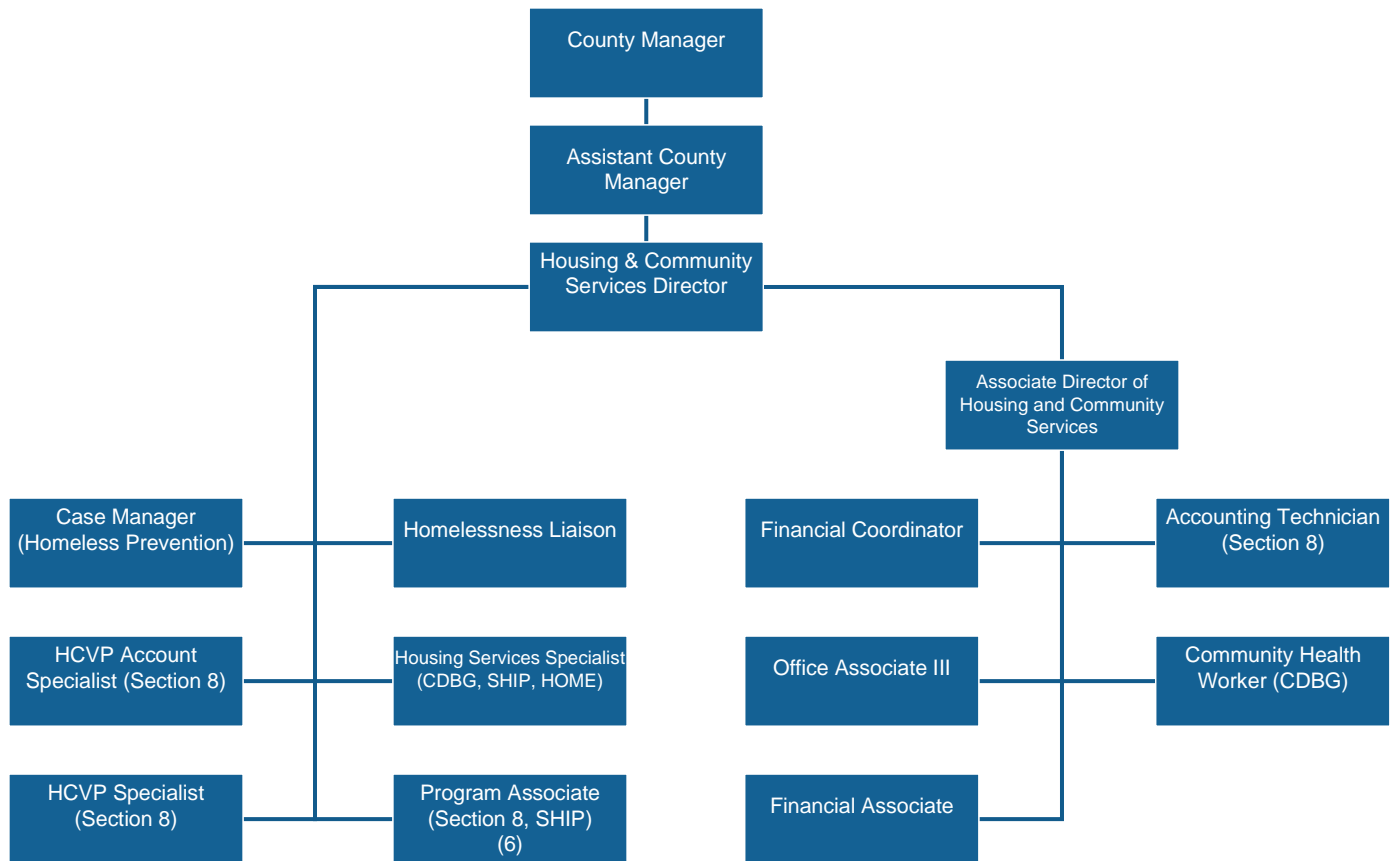 County Manager
Assistant County
Manager
Housing & Community
Services Director
Associate Director of
Housing and Community
Services
Case Manager
(Homeless Prevention)
Homelessness Liaison
Financial Coordinator
Accounting Technician
(Section 8)
HCVP Account
Specialist (Section 8)
Housing Services Specialist
(CDBG, SHIP, HOME)
Office Associate III
Community Health
Worker (CDBG)
HCVP Specialist
(Section 8)
Program Associate
(Section 8, SHIP)
(6)
Financial Associate